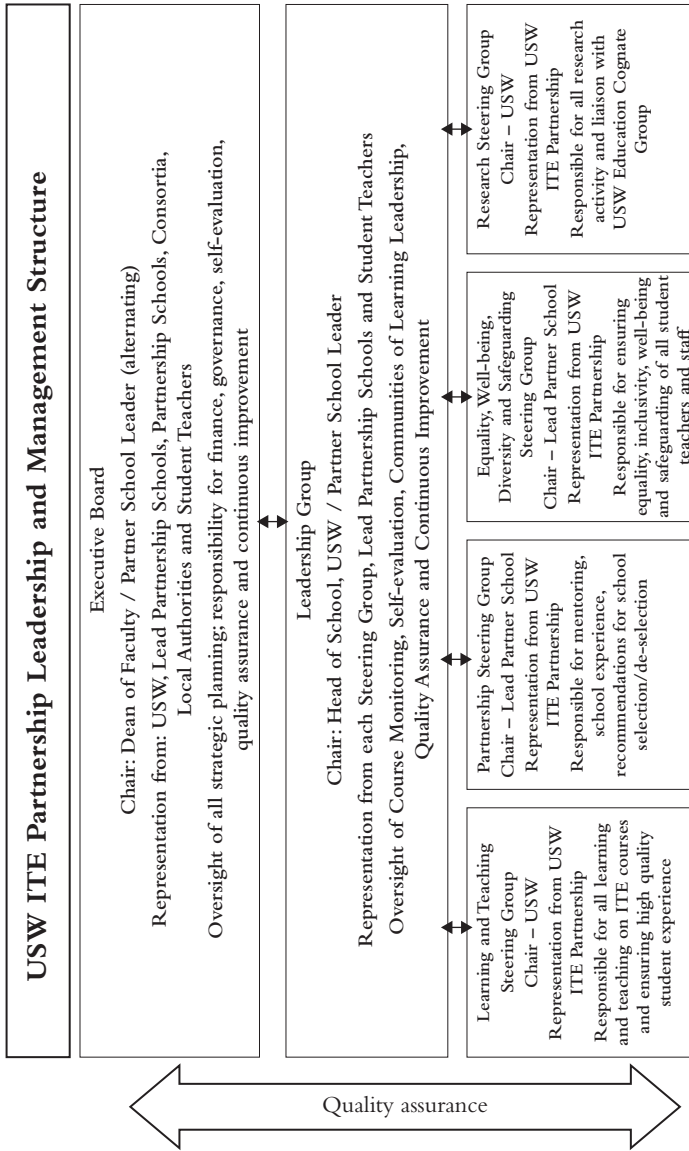 USW ITE Partnership Leadership and Management Structure
Executive Board
Chair: Dean of Faculty / Partner School Leader (alternating)
Representation from: USW, Lead Partnership Schools, Partnership Schools, Consortia,
Local Authorities and Student Teachers
Oversight of all strategic planning; responsibility for finance, governance, self-evaluation,
quality assurance and continuous improvement
Leadership Group
Chair: Head of School, USW / Partner School Leader
Representation from each Steering Group, Lead Partnership Schools and Student Teachers
Oversight of Course Monitoring, Self-evaluation, Communities of Learning Leadership,
Quality Assurance and Continuous Improvement
Learning and Teaching
Steering Group
Chair – USW
Representation from USW
ITE Partnership
Responsible for all learning
and teaching on ITE courses
and ensuring high quality
student experience
Partnership Steering Group
Chair – Lead Partner School
Representation from USW
ITE Partnership
Responsible for mentoring,
school experience,
recommendations for school
selection/de-selection
Equality, Well-being,
Diversity and Safeguarding
Steering Group
Chair – Lead Partner School
Representation from USW
ITE Partnership
Responsible for ensuring
equality, inclusivity, well-being
and safeguarding of all student
teachers and staff
Research Steering Group
Chair – USW
Representation from USW
ITE Partnership
Responsible for all research
activity and liaison with
USW Education Cognate
Group
Quality assurance